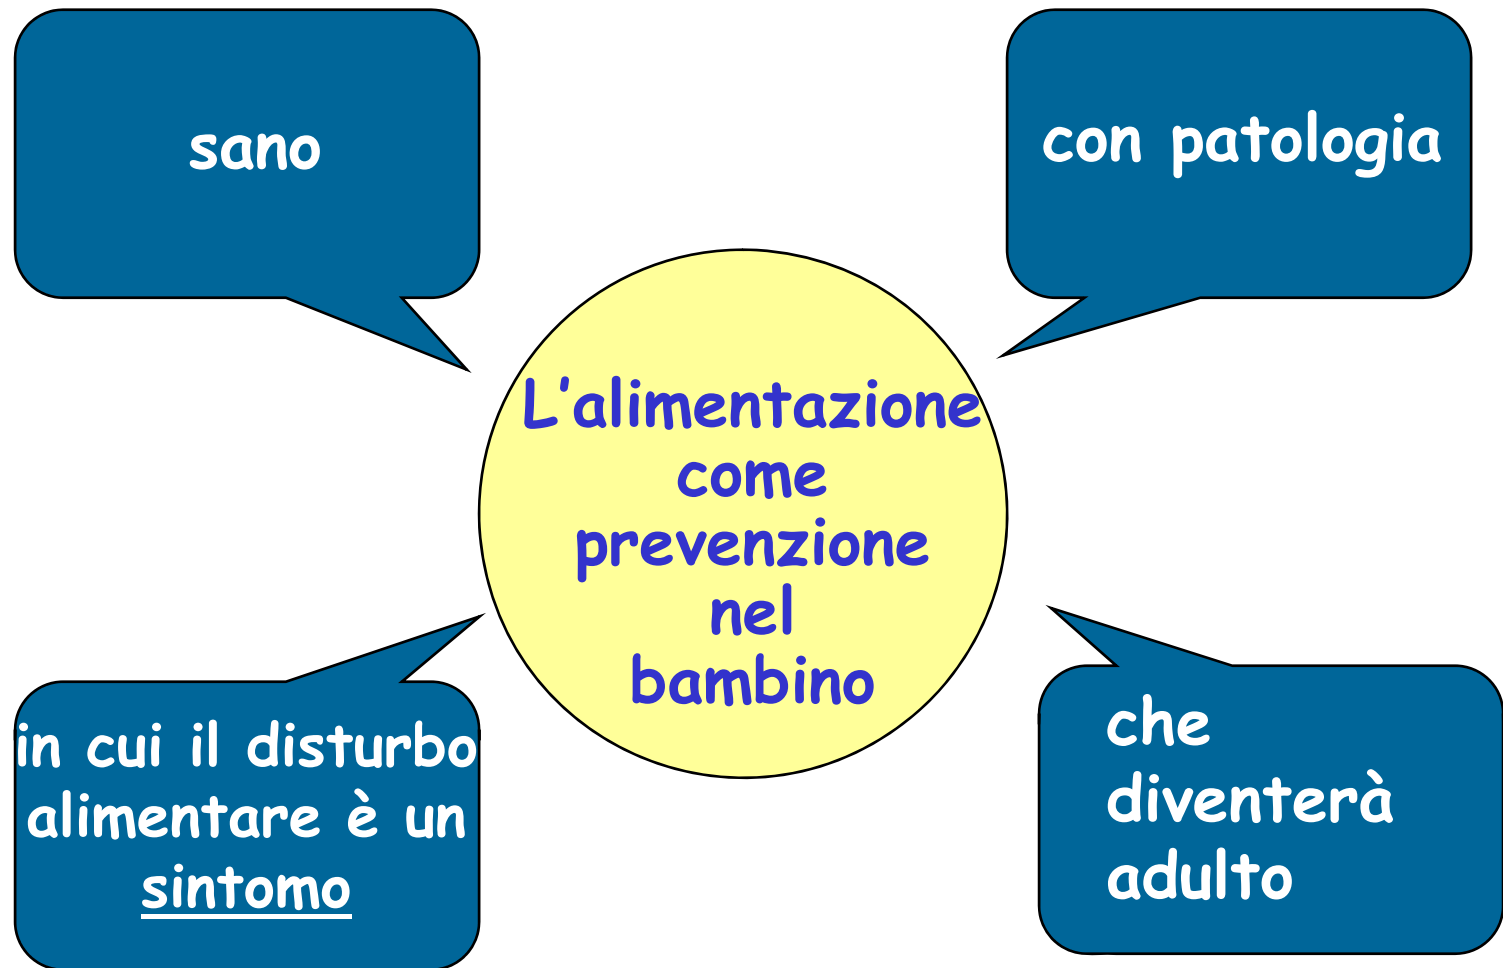 sano
con patologia
L'alimentazione
come
prevenzione
nel
bambino
in cui il disturbo
alimentare è un
sintomo
che
diventerà
adulto